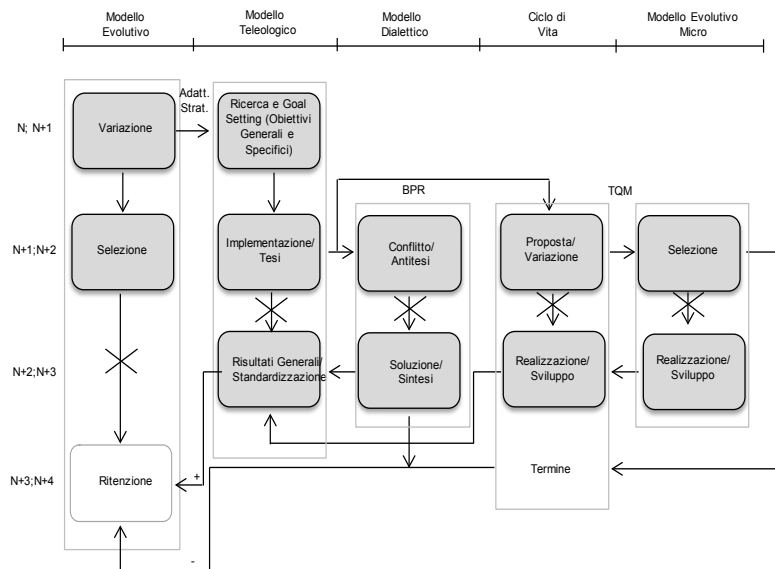 Modello
Evolutivo
Modello
Teleologico
Modello
Dialettico
Ciclo di
Vita
Modello Evolutivo
Micro
N; N+1
Variazione
Adatt.
Strat.
Ricerca e Goal
Setting (Obiettivi
Generali e
Specifici)
BPR
TQM
N+1;N+2
Selezione
Implementazione/
Tesi
Conflitto/
Antitesi
Proposta/
Variazione
Selezione
N+2;N+3
Risultati Generali/
Standardizzazione
Soluzione/
Sintesi
Realizzazione/
Sviluppo
Realizzazione/
Sviluppo
N+3;N+4
Ritenzione
+
Termine
-